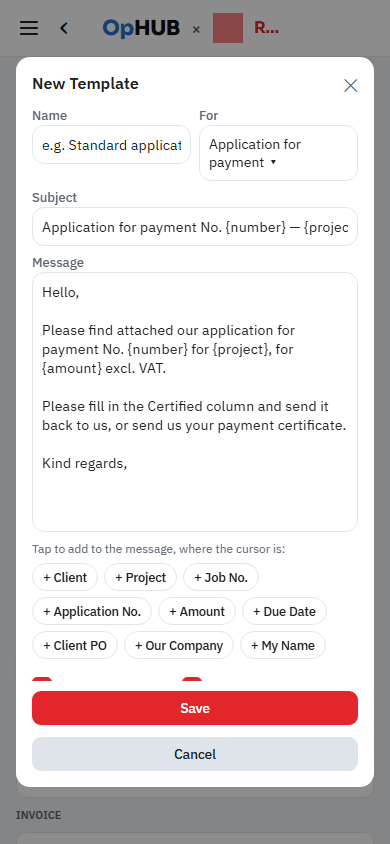 OpHUB × R...
New Template
Name
For
e.g. Standard applicat
Application for
payment ▾
Subject
Application for payment No. {number} — {projec
Message
Hello,
Please find attached our application for
payment No. {number} for {project}, for
{amount} excl. VAT.
Please fill in the Certified column and send it
back to us, or send us your payment certificate.
Kind regards,
Tap to add to the message, where the cursor is:
+ Client
+ Project
+ Job No.
+ Application No.
+ Amount
+ Due Date
+ Client PO
+ Our Company
+ My Name
Save
Cancel
INVOICE